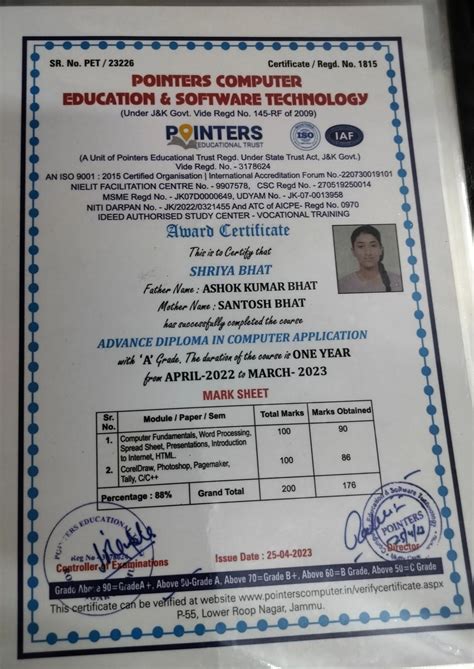 SR. No. PET / 23226 Certificate / Regd. No. 1815
POINTERS COMPUTER
EDUCATION & SOFTWARE TECHNOLOGY
(Under J&K Govt. Vide Regd No. 145-RF of 2009)
POINTERS
EDUCATIONAL TRUST
ISO IAF
(A Unit of Pointers Educational Trust Regd. Under State Trust Act, J&K Govt.)
Vide Regd. No. - 3178624
AN ISO 9001 : 2015 Certified Organisation | International Accreditation Forum No.-220730019101
NIELIT FACILITATION CENTRE No. - 9907578, CSC Regd No. - 270519250014
MSME Regd No. - JK07D0000649, UDYAM No. - JK-07-0013958
NITI DARPAN No. - JK/2022/0321455 And ATC of AICPE- Regd No. 0970
IDEED AUTHORISED STUDY CENTER - VOCATIONAL TRAINING
Award Certificate
This is to Certify that
SHRIYA BHAT
Father Name : ASHOK KUMAR BHAT
Mother Name : SANTOSH BHAT
has successfully completed the course
ADVANCE DIPLOMA IN COMPUTER APPLICATION
with 'A' Grade. The duration of the course is ONE YEAR
from APRIL-2022 to MARCH- 2023
MARK SHEET
Sr. No. Module / Paper / Sem Total Marks Marks Obtained
1. Computer Fundamentals, Word Processing, Spread Sheet, Presentations, Introduction to Internet, HTML. 100 90
2. CorelDraw, Photoshop, Pagemaker, Tally, C/C++ 100 86
Percentage : 88% Grand Total 200 176
POINTERS EDUCATIONAL
Reg No 3178624
POINTERS
25/4/23
Controller of Examinations Issue Date : 25-04-2023 Director
Grade Above 90=GradeA+, Above 50-Grade A, Above 70=Grade B+, Above 60=B Grade, Above 50=C Grade
This certificate can be verified at website www.pointerscomputer.in/verifycertificate.aspx
P-55, Lower Roop Nagar, Jammu.